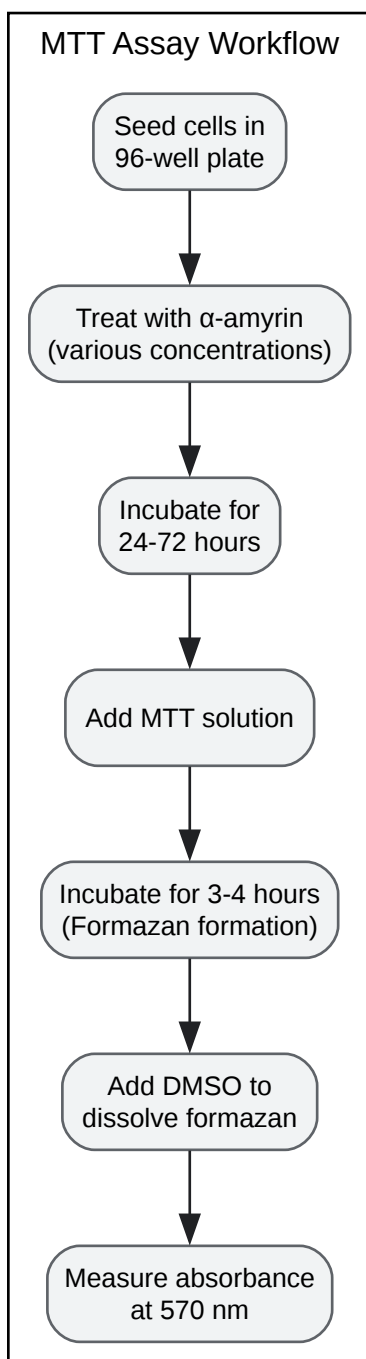 MTT Assay Workflow
Seed cells in
96-well plate
Treat with α-amyrin
(various concentrations)
Incubate for
24-72 hours
Add MTT solution
Incubate for 3-4 hours
(Formazan formation)
Add DMSO to
dissolve formazan
Measure absorbance
at 570 nm